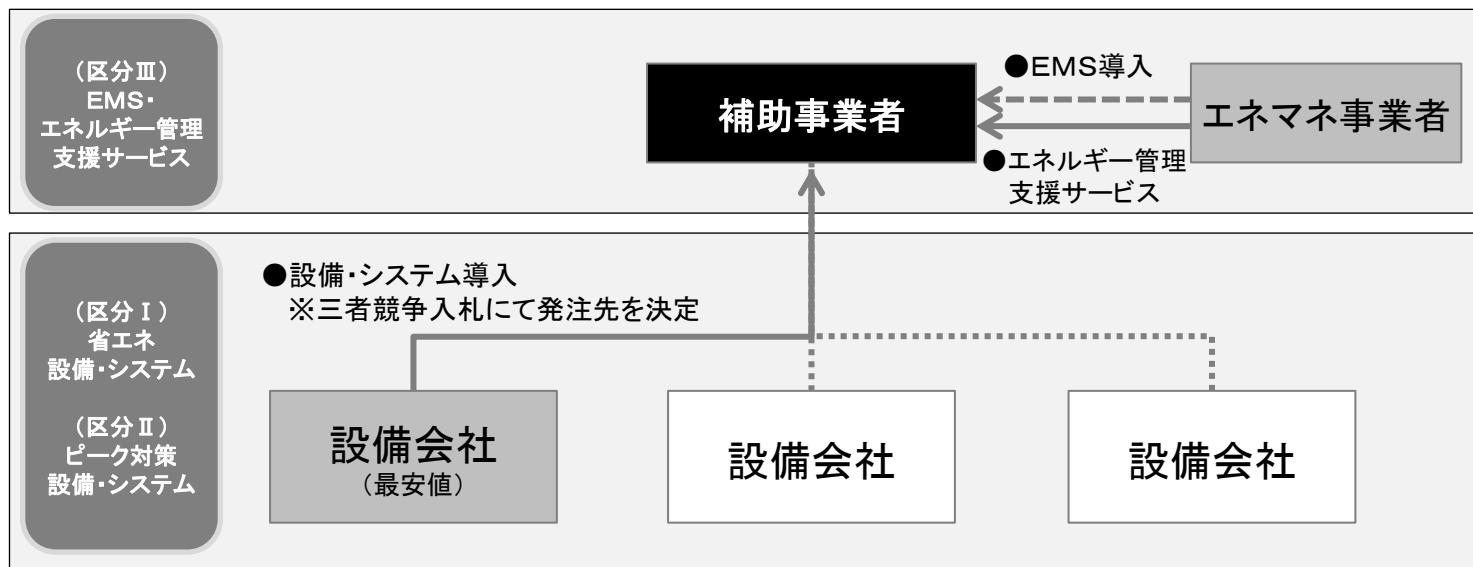 （区分Ⅲ）
ＥＭＳ・
エネルギー管理
支援サービス
補助事業者
●ＥＭＳ導入
エネマネ事業者
●エネルギー管理
支援サービス
（区分Ⅰ）
省エネ
設備・システム
（区分Ⅱ）
ピーク対策
設備・システム
●設備・システム導入
※三者競争入札にて発注先を決定
設備会社
（最安値）
設備会社
設備会社